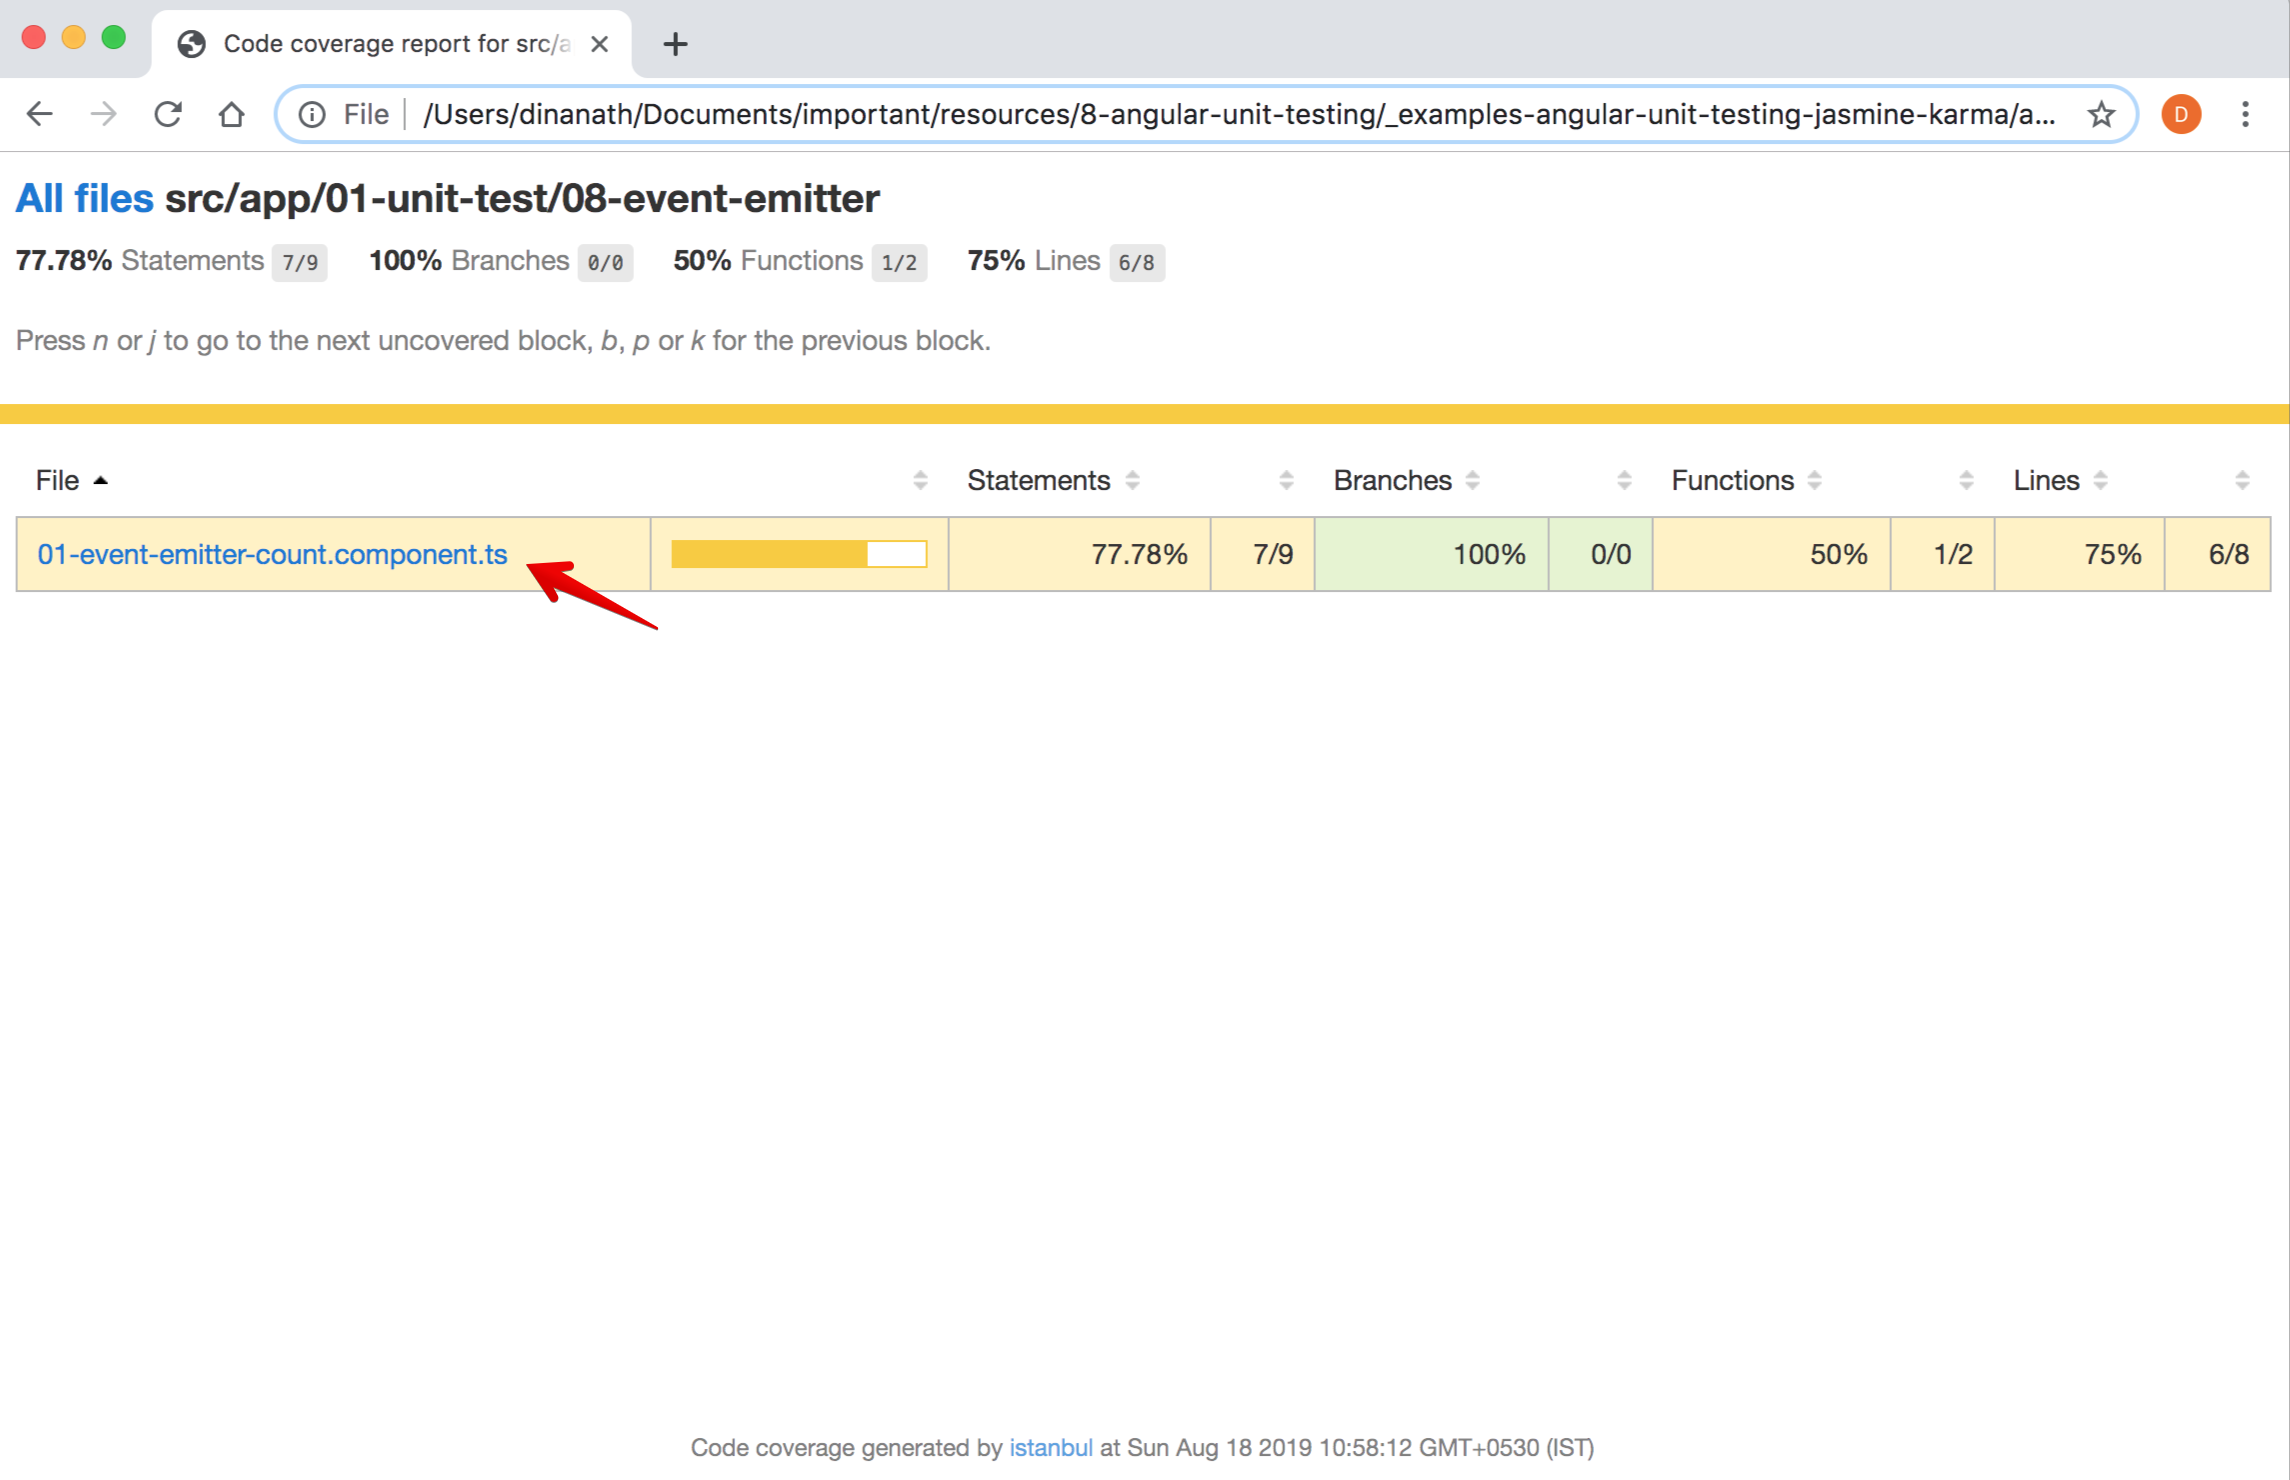 Code coverage report for src/a
File | /Users/dinanath/Documents/important/resources/8-angular-unit-testing/_examples-angular-unit-testing-jasmine-karma/a... D
All files src/app/01-unit-test/08-event-emitter
77.78% Statements 7/9 100% Branches 0/0 50% Functions 1/2 75% Lines 6/8
Press n or j to go to the next uncovered block, b, p or k for the previous block.
File Statements Branches Functions Lines
01-event-emitter-count.component.ts 77.78% 7/9 100% 0/0 50% 1/2 75% 6/8
Code coverage generated by istanbul at Sun Aug 18 2019 10:58:12 GMT+0530 (IST)